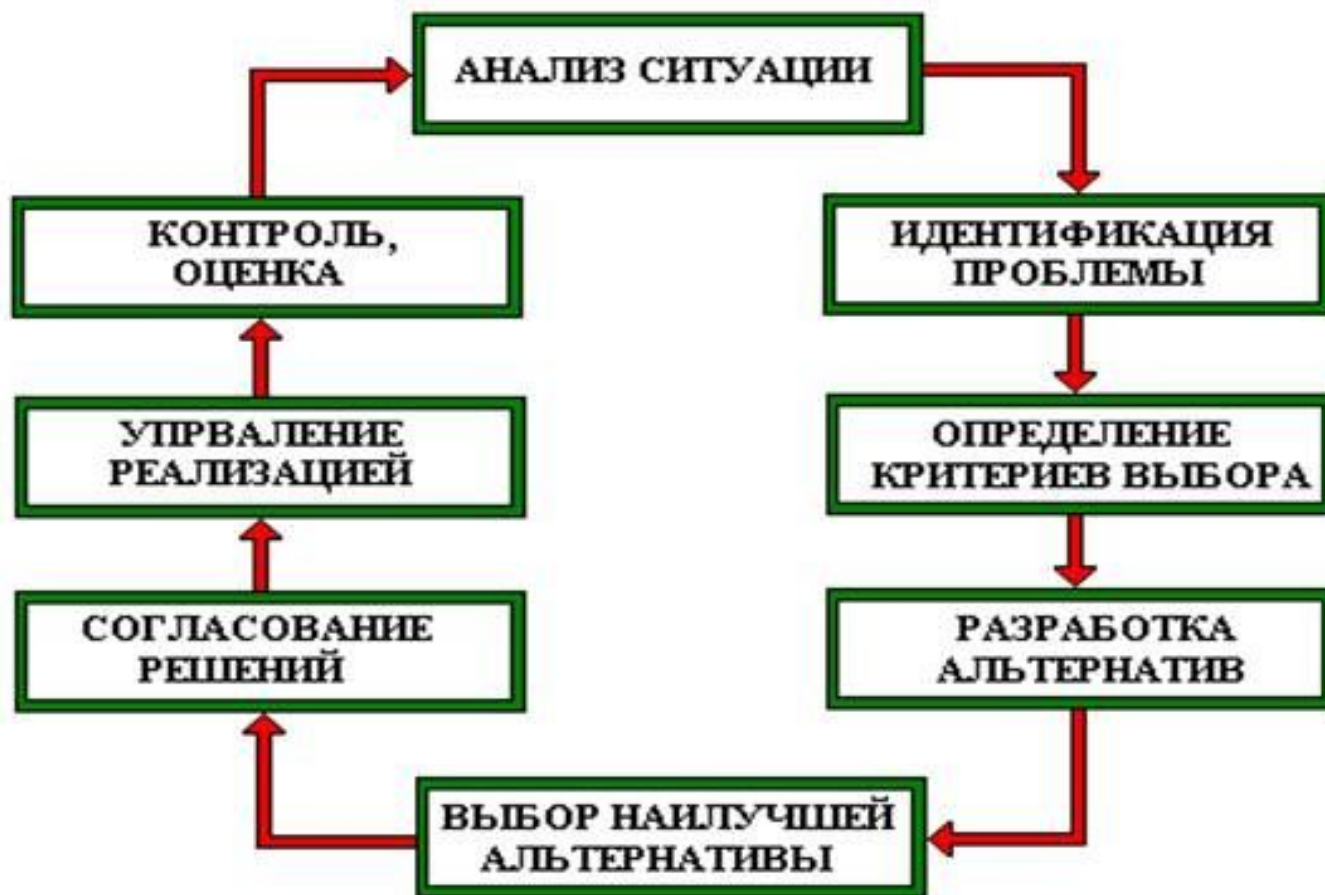 АНАЛИЗ СИТУАЦИИ
ИДЕНТИФИКАЦИЯ
ПРОБЛЕМЫ
ОПРЕДЕЛЕНИЕ
КРИТЕРИЕВ ВЫБОРА
РАЗРАБОТКА
АЛЬТЕРНАТИВ
ВЫБОР НАИЛУЧШЕЙ
АЛЬТЕРНАТИВЫ
СОГЛАСОВАНИЕ
РЕШЕНИЙ
УПРВАЛЕНИЕ
РЕАЛИЗАЦИЕЙ
КОНТРОЛЬ,
ОЦЕНКА